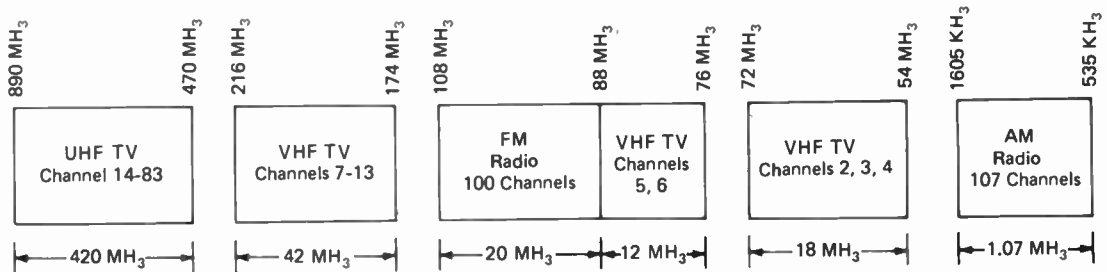 890 MH₃
470 MH₃
216 MH₃
174 MH₃
108 MH₃
88 MH₃
76 MH₃
72 MH₃
54 MH₃
1605 KH₃
535 KH₃
UHF TV
Channel 14-83
VHF TV
Channels 7-13
FM
Radio
100 Channels
VHF TV
Channels
5, 6
VHF TV
Channels 2, 3, 4
AM
Radio
107 Channels
420 MH₃
42 MH₃
20 MH₃
12 MH₃
18 MH₃
1.07 MH₃